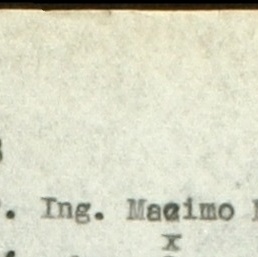 . Ing. Macimo
x